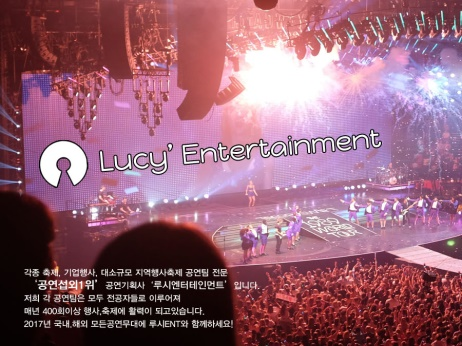 Lucy' Entertainment
각종 축제, 기업행사, 대소규모 지역행사축제 공연팀 전문
'공연섭외1위' 공연기획사 '루시엔터테인먼트' 입니다.
저희 각 공연팀은 모두 전공자들로 이루어져
매년 400회이상 행사,축제에 활력이 되고있습니다.
2017년 국내,해외 모든공연무대에 루시ENT와 함께하세요!